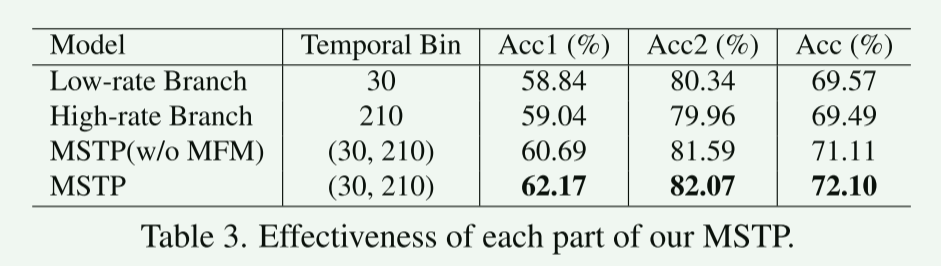 Model Temporal Bin Acc1 (%) Acc2 (%) Acc (%)
Low-rate Branch 30 58.84 80.34 69.57
High-rate Branch 210 59.04 79.96 69.49
MSTP(w/o MFM) (30, 210) 60.69 81.59 71.11
MSTP (30, 210) 62.17 82.07 72.10
Table 3. Effectiveness of each part of our MSTP.